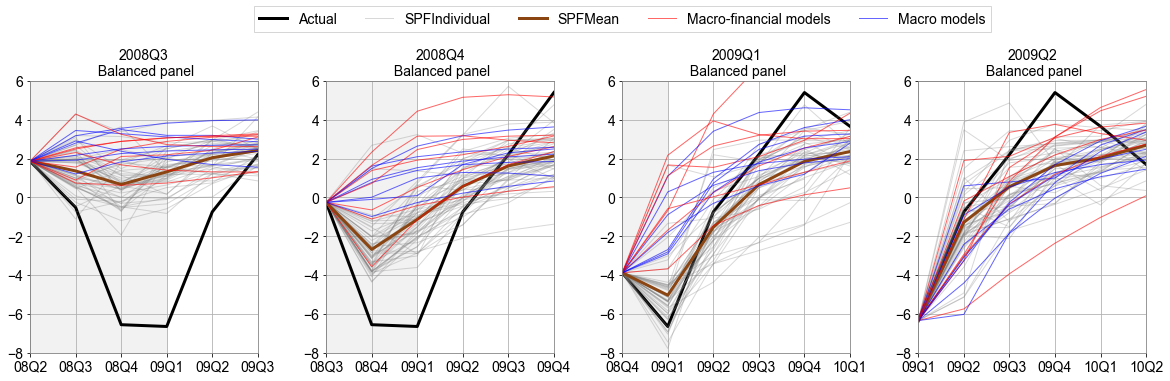 Actual SPFIndividual SPFMean Macro-financial models Macro models
2008Q3
Balanced panel
6
4
2
0
−2
−4
−6
−8
08Q2 08Q3 08Q4 09Q1 09Q2 09Q3
2008Q4
Balanced panel
6
4
2
0
−2
−4
−6
−8
08Q3 08Q4 09Q1 09Q2 09Q3 09Q4
2009Q1
Balanced panel
6
4
2
0
−2
−4
−6
−8
08Q4 09Q1 09Q2 09Q3 09Q4 10Q1
2009Q2
Balanced panel
6
4
2
0
−2
−4
−6
−8
09Q1 09Q2 09Q3 09Q4 10Q1 10Q2